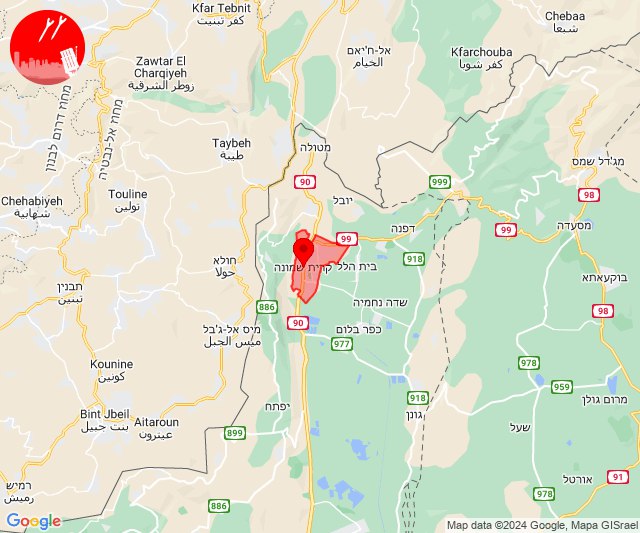 Kfar Tebnit
كفر تبنيت
Chebaa
شبعا
אל-ח'יאם
الخيام
Kfarchouba
كفر شوبا
Zawtar El
Charqiyeh
زوطر الشرقية
מחוז דרום לבנון
מחוז אל-נבטיה
Taybeh
طيبة
מטולה
מג'דל שמס
90
999
98
Chehabiyeh
شهابية
Touline
تولين
יובל
99
דפנה
99
מסעדה
918
חולא
حولا
בית הלל
קריית שמונה
בוקעאתא
תבנין
تبنين
886
שדה נחמיה
98
90
מיס אל-ג'בל
ميس الجبل
כפר בלום
977
Kounine
كونين
978
959
918
מרום גולן
Bint Jbeil
بنت جبيل
Aitaroun
عيترون
יפתח
גונן
899
שעל
רמיש
رميش
886
91
אורטל
978
Google
Map data ©2024 Google, Mapa GISrael